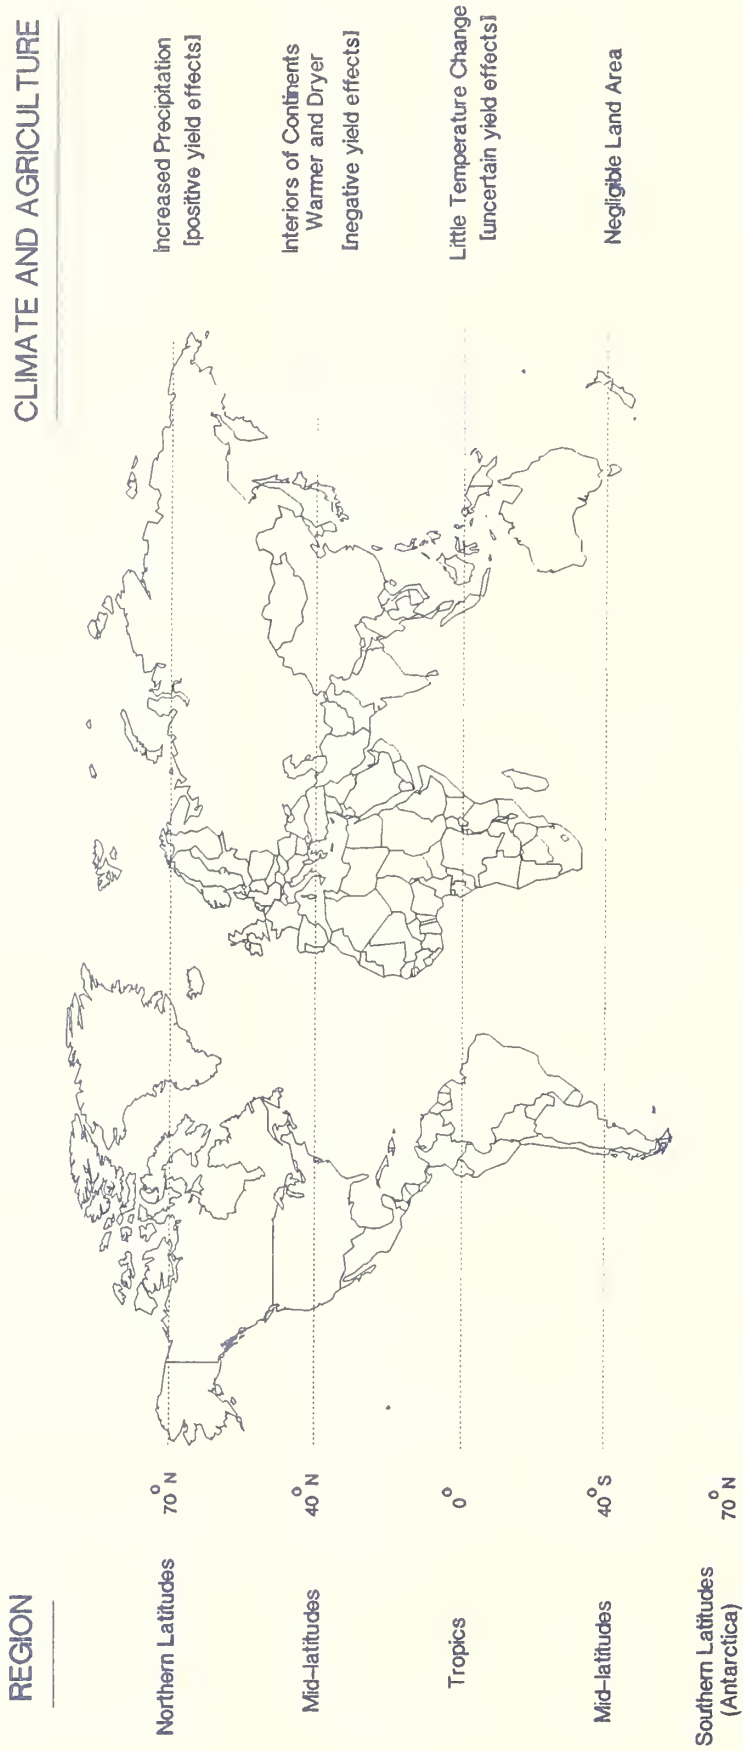 REGION
CLIMATE AND AGRICULTURE
Northern Latitudes
70° N
Increased Precipitation
[positive yield effects]
Mid-latitudes
40° N
Interiors of Continents
Warmer and Dryer
[negative yield effects]
Tropics
0°
Little Temperature Change
[uncertain yield effects]
Mid-latitudes
40° S
Negligible Land Area
Southern Latitudes
(Antarctica)
70° N